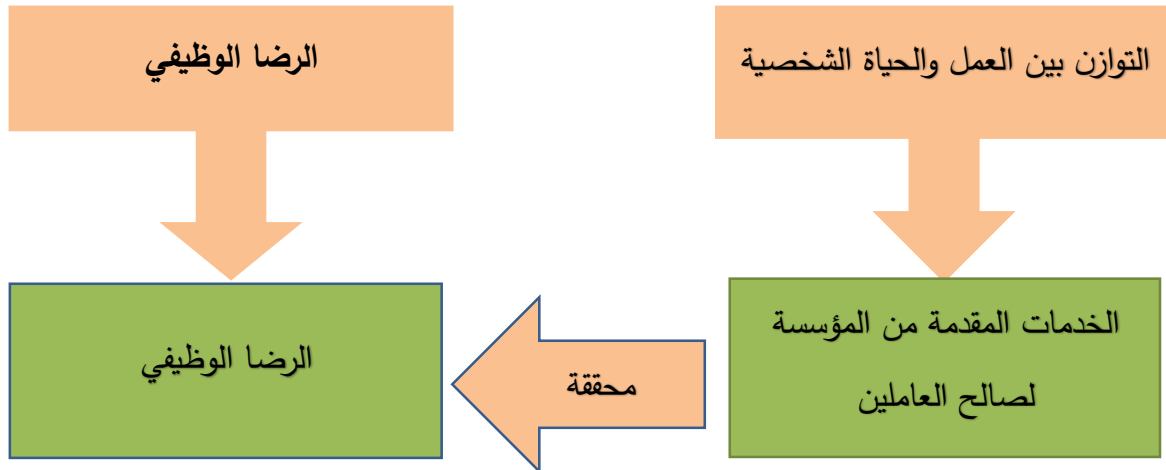 التوازن بين العمل والحياة الشخصية
الرضا الوظيفي
الخدمات المقدمة من المؤسسة
لصالح العاملين
محققة
الرضا الوظيفي